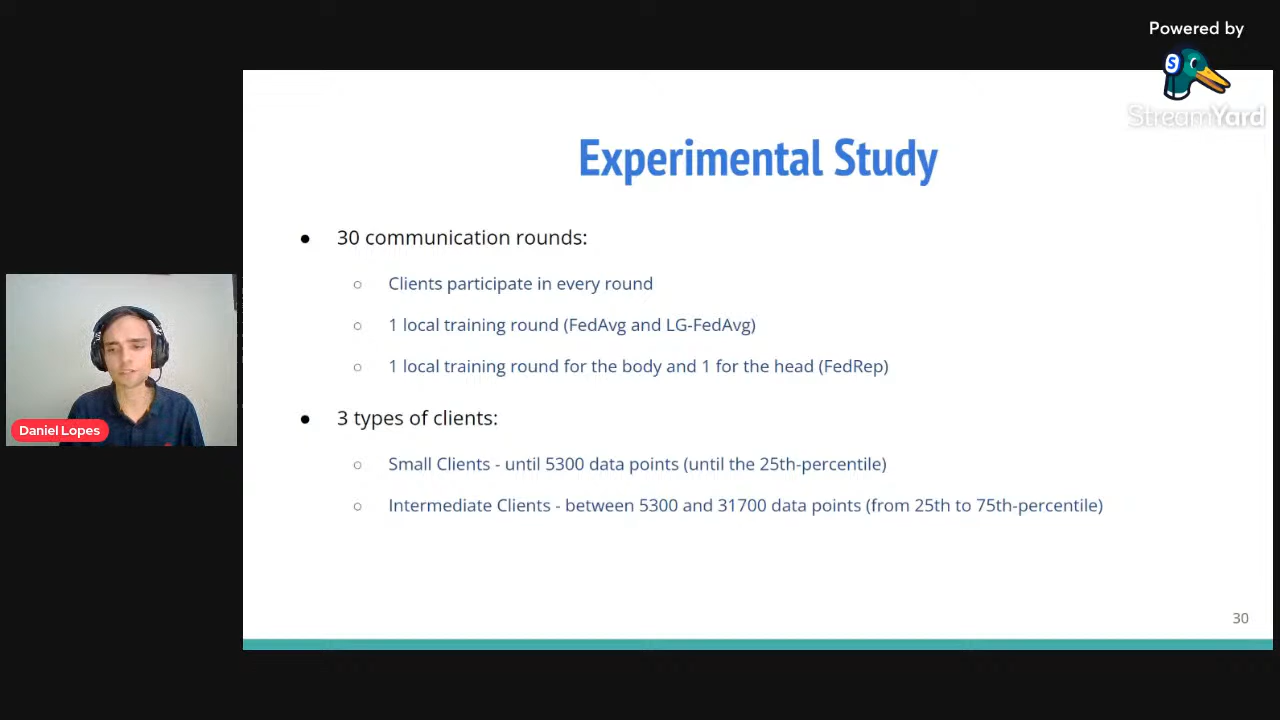 Powered by
StreamYard
Experimental Study
● 30 communication rounds:
○ Clients participate in every round
○ 1 local training round (FedAvg and LG-FedAvg)
○ 1 local training round for the body and 1 for the head (FedRep)
● 3 types of clients:
○ Small Clients - until 5300 data points (until the 25th-percentile)
○ Intermediate Clients - between 5300 and 31700 data points (from 25th to 75th-percentile)
Daniel Lopes
30